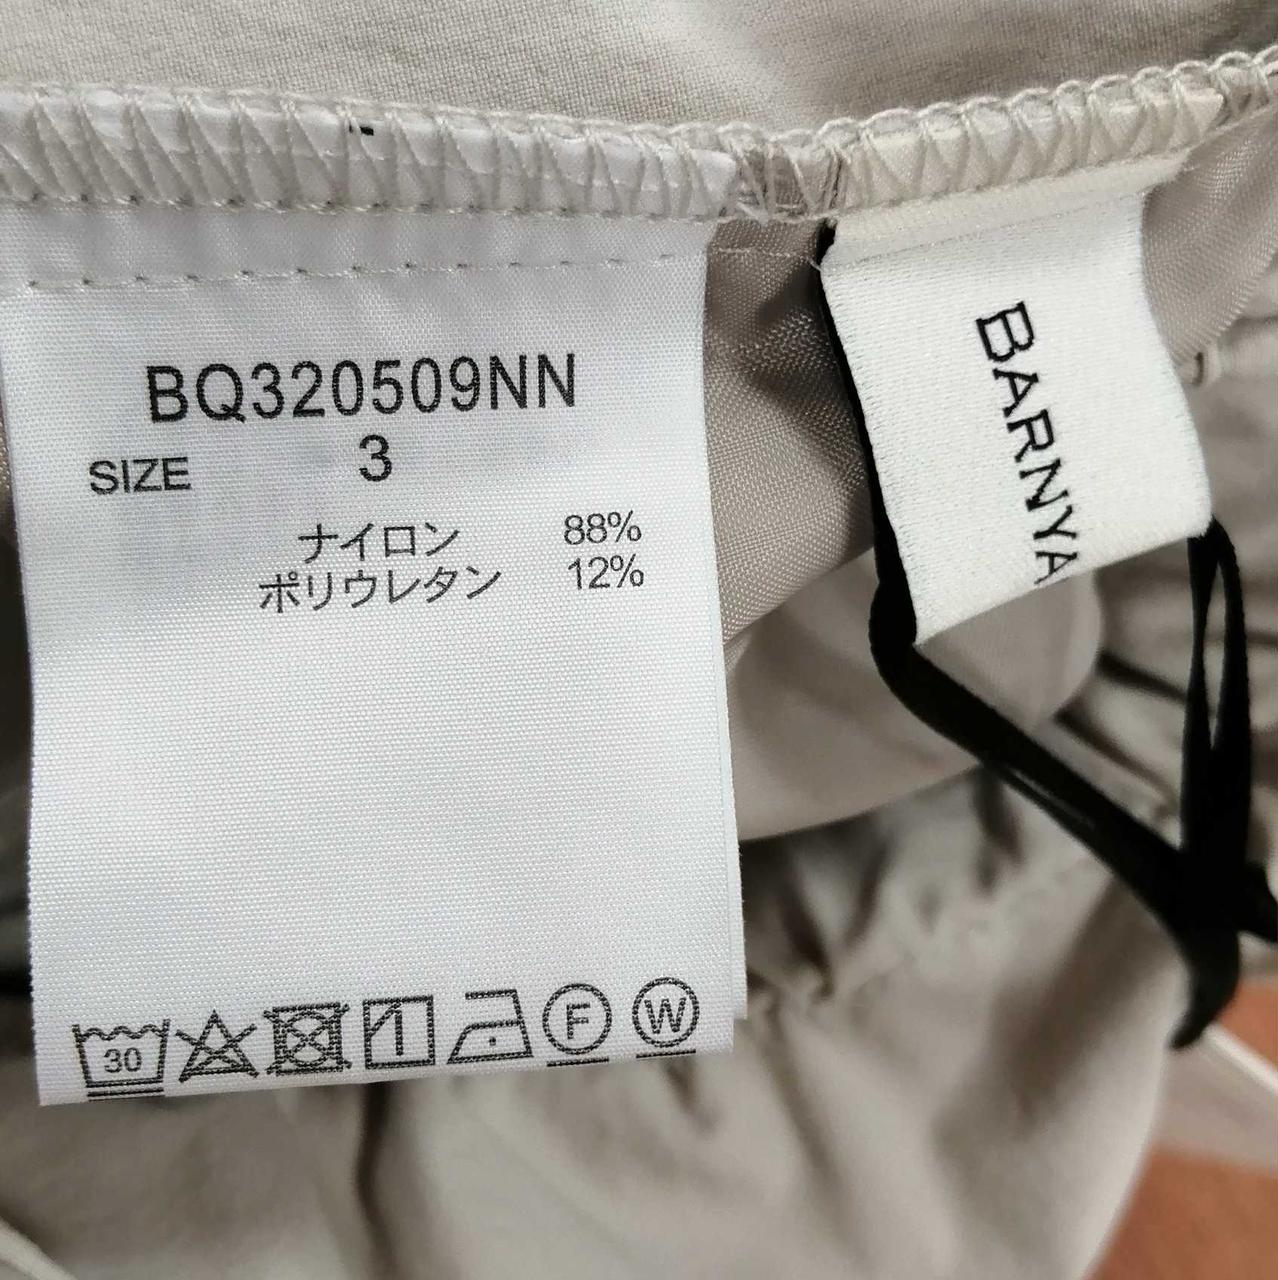 BQ320509NN
SIZE 3
ナイロン 88%
ポリウレタン 12%
30
F
W
BARNYA